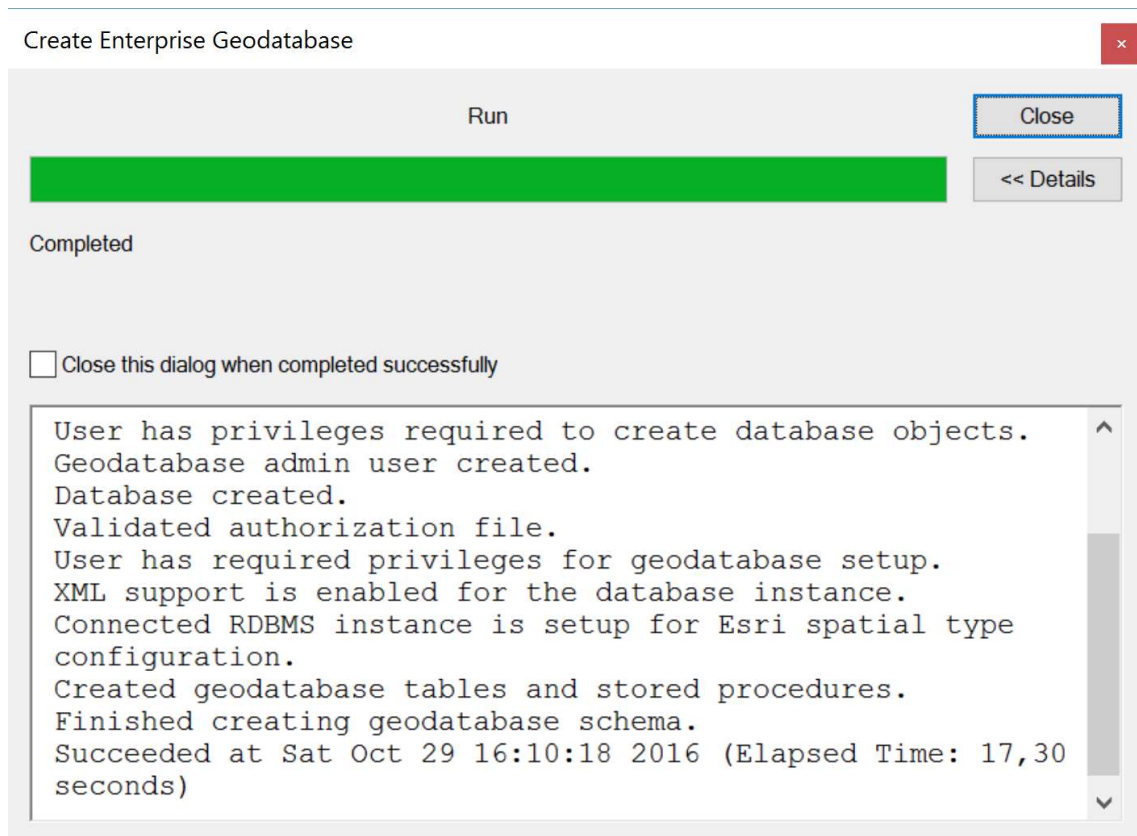 Create Enterprise Geodatabase
×
Run
Close
<< Details
Completed
Close this dialog when completed successfully
User has privileges required to create database objects.
Geodatabase admin user created.
Database created.
Validated authorization file.
User has required privileges for geodatabase setup.
XML support is enabled for the database instance.
Connected RDBMS instance is setup for Esri spatial type
configuration.
Created geodatabase tables and stored procedures.
Finished creating geodatabase schema.
Succeeded at Sat Oct 29 16:10:18 2016 (Elapsed Time: 17,30
seconds)